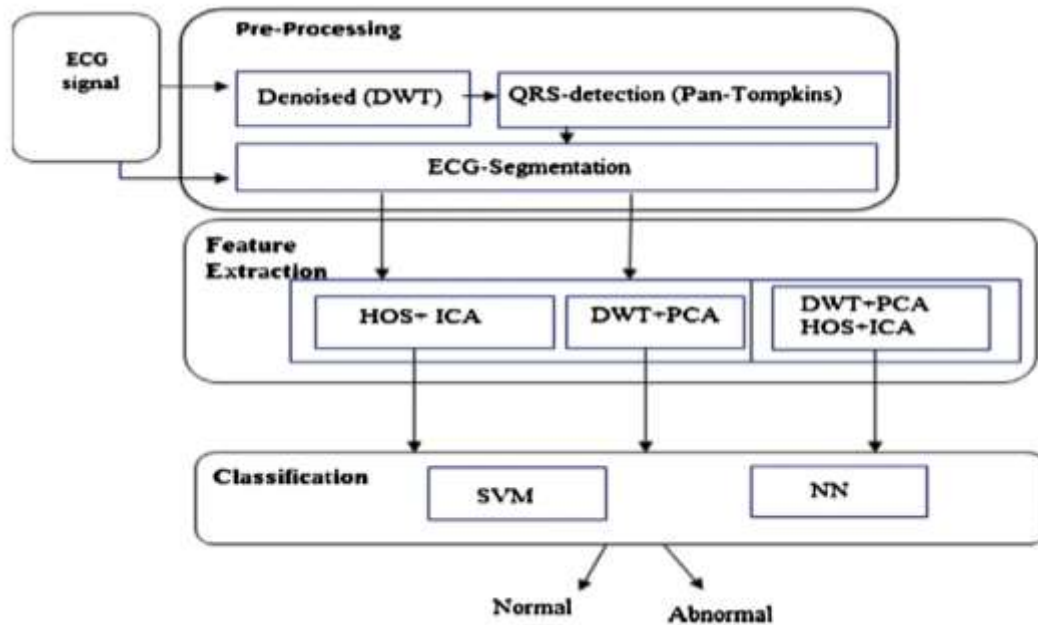 Pre-Processing
ECG
signal
Denoised (DWT)
QRS-detection (Pan-Tompkins)
ECG-Segmentation
Feature
Extraction
HOS+ ICA
DWT+PCA
DWT+PCA
HOS+ICA
Classification
SVM
NN
Normal
Abnormal